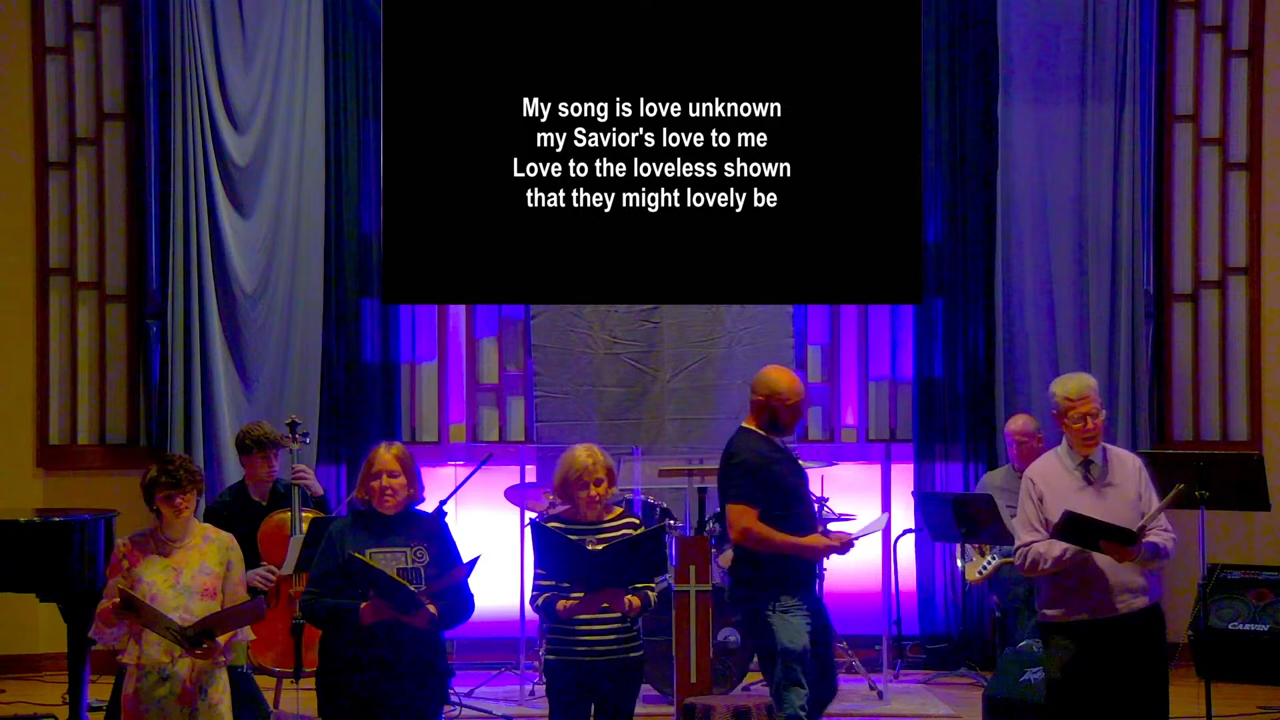 My song is love unknown
my Savior's love to me
Love to the loveless shown
that they might lovely be
CARVIN